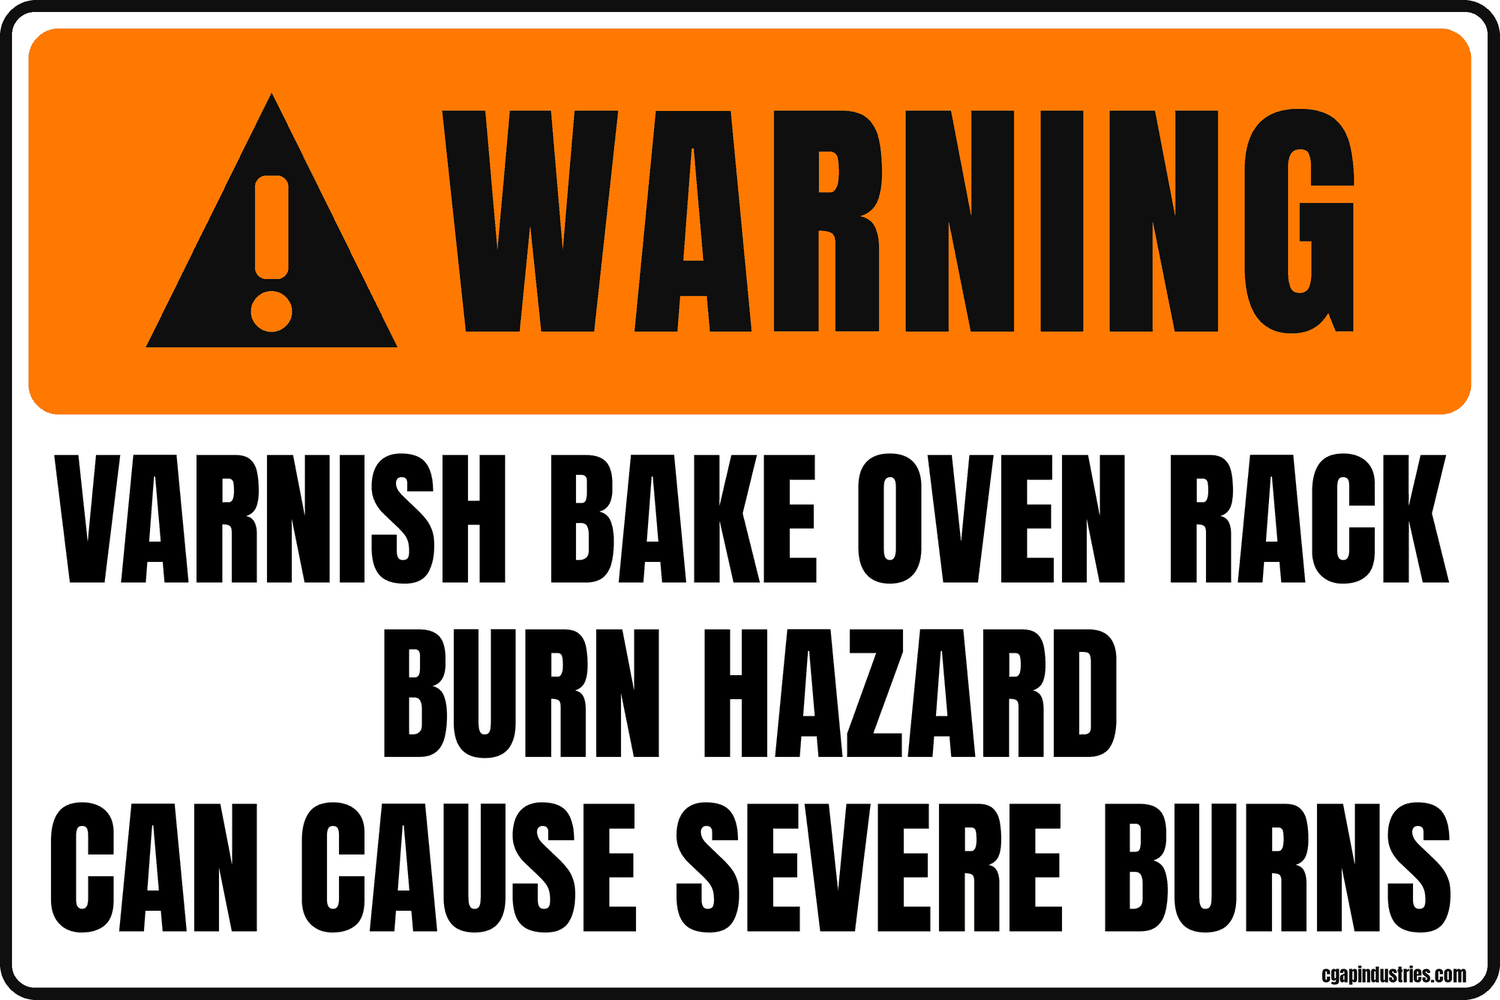 WARNING
VARNISH BAKE OVEN RACK
BURN HAZARD
CAN CAUSE SEVERE BURNS
cgapindustries.com